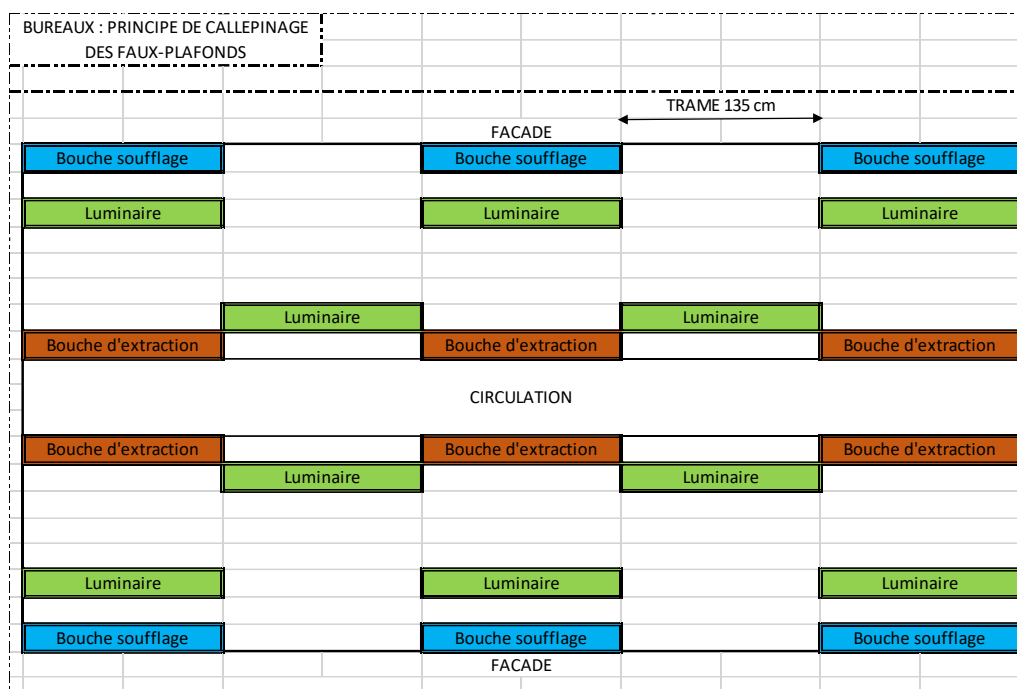 BUREAUX : PRINCIPE DE CALLEPINAGE
DES FAUX-PLAFONDS
TRAME 135 cm
FACADE
Bouche soufflage Bouche soufflage Bouche soufflage
Luminaire Luminaire Luminaire
Luminaire Luminaire
Bouche d'extraction Bouche d'extraction Bouche d'extraction
CIRCULATION
Bouche d'extraction Bouche d'extraction Bouche d'extraction
Luminaire Luminaire
Luminaire Luminaire Luminaire
Bouche soufflage Bouche soufflage Bouche soufflage
FACADE